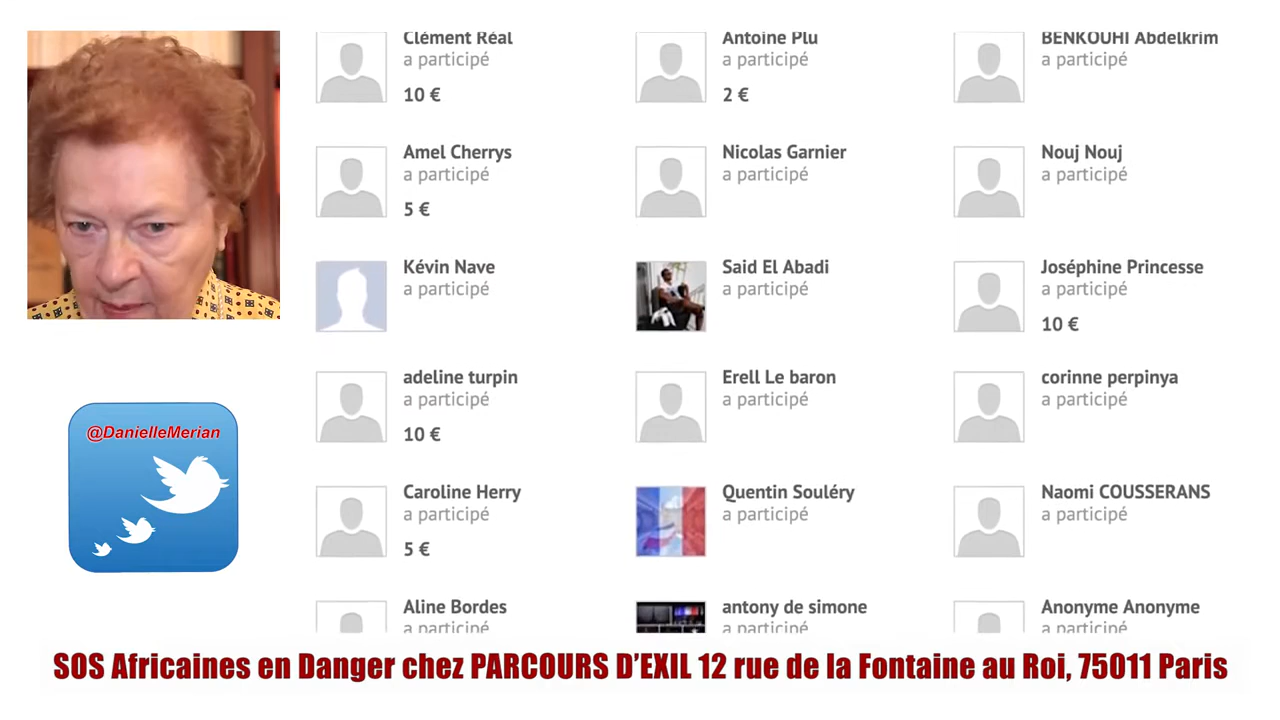 Clément Réal
a participé
10 €
Antoine Plu
a participé
2 €
BENKOUHI Abdelkrim
a participé
Amel Cherrys
a participé
5 €
Nicolas Garnier
a participé
Nouj Nouj
a participé
Kévin Nave
a participé
Said El Abadi
a participé
Joséphine Princesse
a participé
10 €
adeline turpin
a participé
10 €
Erell Le baron
a participé
corinne perpinya
a participé
@DanielleMerian
Caroline Herry
a participé
5 €
Quentin Souléry
a participé
Naomi COUSSERANS
a participé
Aline Bordes
a participé
antony de simone
a participé
Anonyme Anonyme
a participé
SOS Africaines en Danger chez PARCOURS D'EXIL 12 rue de la Fontaine au Roi, 75011 Paris